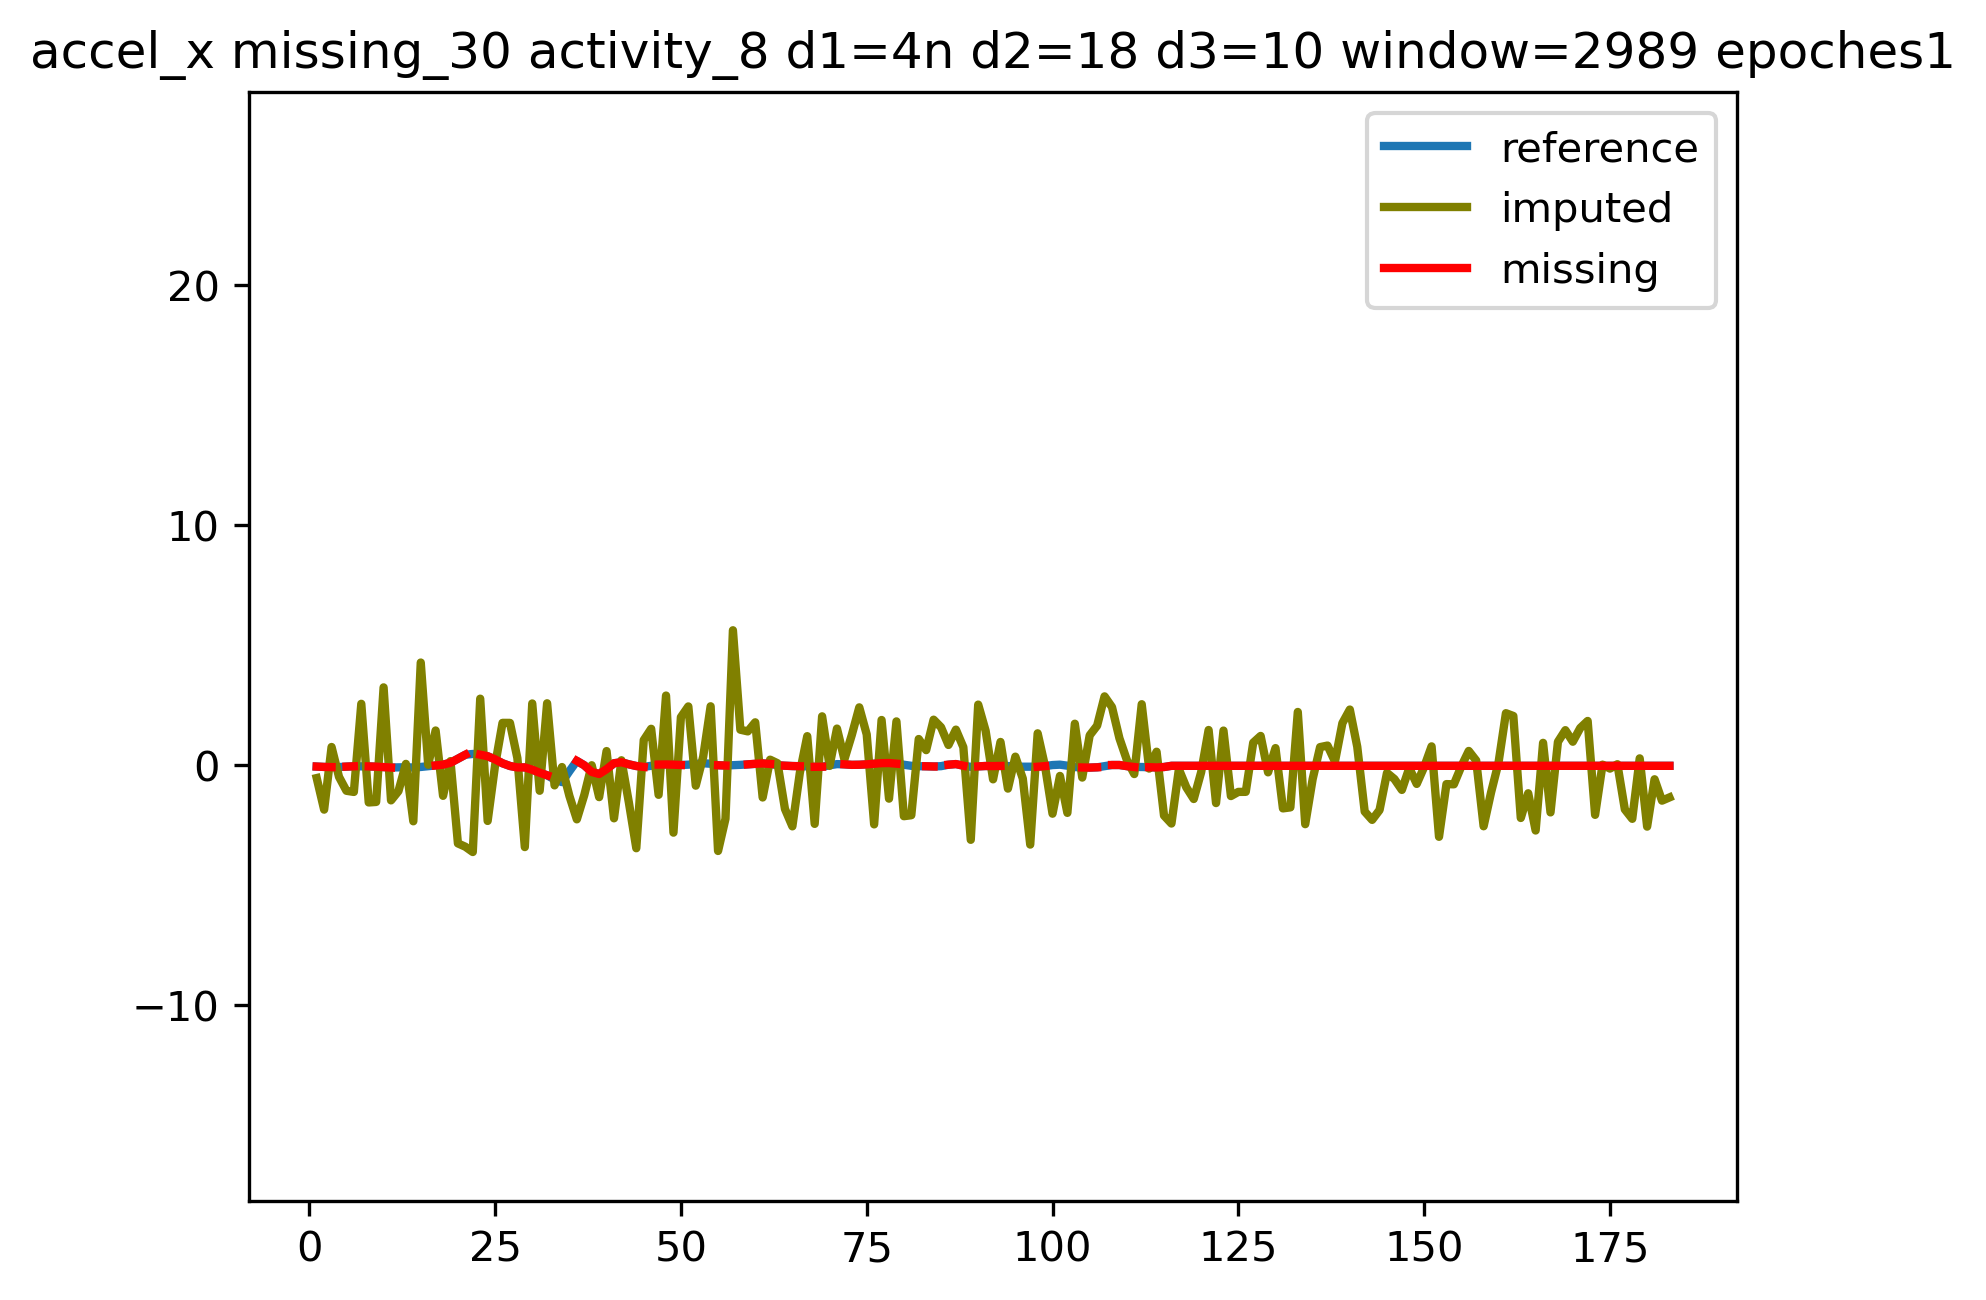 accel_x missing_30 activity_8 d1=4n d2=18 d3=10 window=2989 epoches1
reference
imputed
missing
20
10
0
−10
0 25 50 75 100 125 150 175